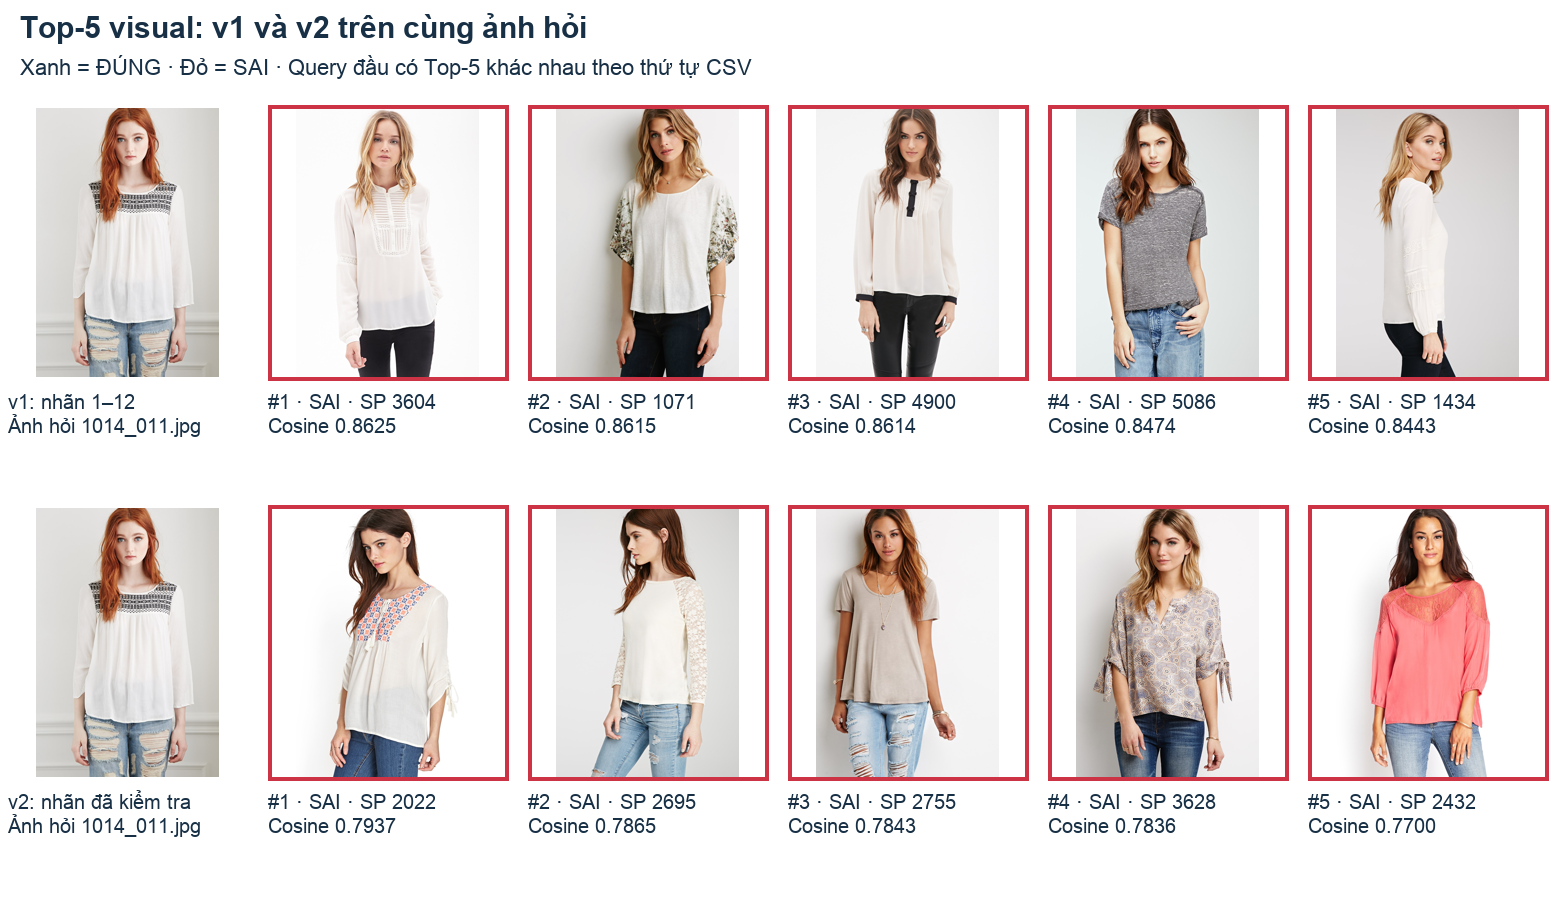 Top-5 visual: v1 và v2 trên cùng ảnh hỏi
Xanh = ĐÚNG · Đỏ = SAI · Query đầu có Top-5 khác nhau theo thứ tự CSV
v1: nhãn 1–12
Ảnh hỏi 1014_011.jpg
#1 · SAI · SP 3604
Cosine 0.8625
#2 · SAI · SP 1071
Cosine 0.8615
#3 · SAI · SP 4900
Cosine 0.8614
#4 · SAI · SP 5086
Cosine 0.8474
#5 · SAI · SP 1434
Cosine 0.8443
v2: nhãn đã kiểm tra
Ảnh hỏi 1014_011.jpg
#1 · SAI · SP 2022
Cosine 0.7937
#2 · SAI · SP 2695
Cosine 0.7865
#3 · SAI · SP 2755
Cosine 0.7843
#4 · SAI · SP 3628
Cosine 0.7836
#5 · SAI · SP 2432
Cosine 0.7700